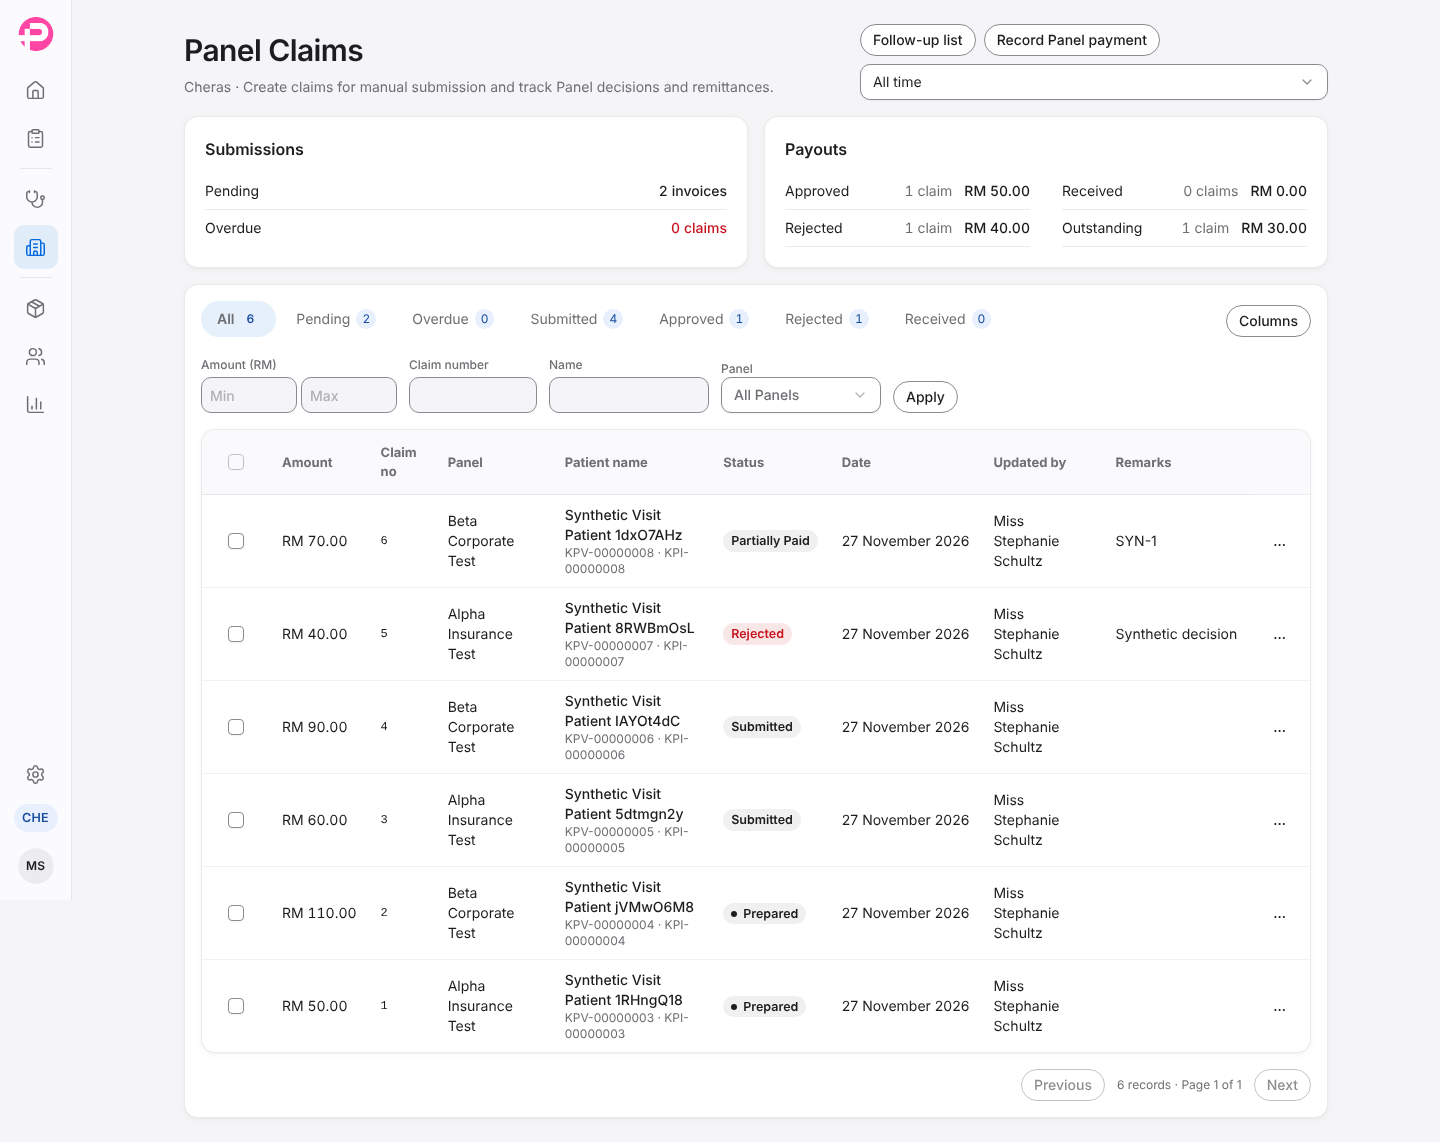 Panel Claims
Cheras · Create claims for manual submission and track Panel decisions and remittances.
Follow-up list
Record Panel payment
All time
Submissions
Pending 2 invoices
Overdue 0 claims
Payouts
Approved 1 claim RM 50.00
Received 0 claims RM 0.00
Rejected 1 claim RM 40.00
Outstanding 1 claim RM 30.00
All 6 Pending 2 Overdue 0 Submitted 4 Approved 1 Rejected 1 Received 0
Columns
Amount (RM) Claim number Name Panel
Min Max All Panels Apply
Amount Claim no Panel Patient name Status Date Updated by Remarks
RM 70.00
6
Beta
Corporate
Test
Synthetic Visit
Patient 1dxO7AHz
KPV-00000008 · KPI-
00000008
Partially Paid
27 November 2026
Miss
Stephanie
Schultz
SYN-1
...
RM 40.00
5
Alpha
Insurance
Test
Synthetic Visit
Patient 8RWBmOsL
KPV-00000007 · KPI-
00000007
Rejected
27 November 2026
Miss
Stephanie
Schultz
Synthetic decision
...
RM 90.00
4
Beta
Corporate
Test
Synthetic Visit
Patient IAYOt4dC
KPV-00000006 · KPI-
00000006
Submitted
27 November 2026
Miss
Stephanie
Schultz
...
RM 60.00
3
Alpha
Insurance
Test
Synthetic Visit
Patient 5dtmgn2y
KPV-00000005 · KPI-
00000005
Submitted
27 November 2026
Miss
Stephanie
Schultz
...
RM 110.00
2
Beta
Corporate
Test
Synthetic Visit
Patient jVMwO6M8
KPV-00000004 · KPI-
00000004
Prepared
27 November 2026
Miss
Stephanie
Schultz
...
RM 50.00
1
Alpha
Insurance
Test
Synthetic Visit
Patient 1RHngQ18
KPV-00000003 · KPI-
00000003
Prepared
27 November 2026
Miss
Stephanie
Schultz
...
Previous
6 records · Page 1 of 1
Next
CHE
MS